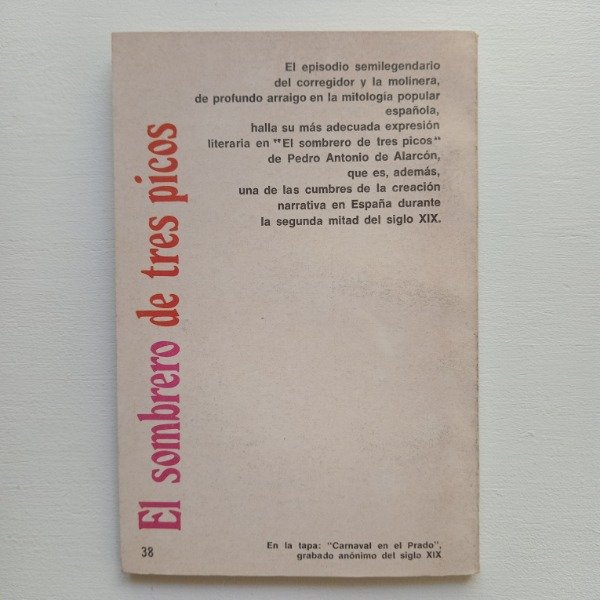 El sombrero de tres picos
El episodio semilegendario
del corregidor y la molinera,
de profundo arraigo en la mitología popular
española,
halla su más adecuada expresión
literaria en "El sombrero de tres picos"
de Pedro Antonio de Alarcón,
que es, además,
una de las cumbres de la creación
narrativa en España durante
la segunda mitad del siglo XIX.
38
En la tapa: "Carnaval en el Prado",
grabado anónimo del siglo XIX